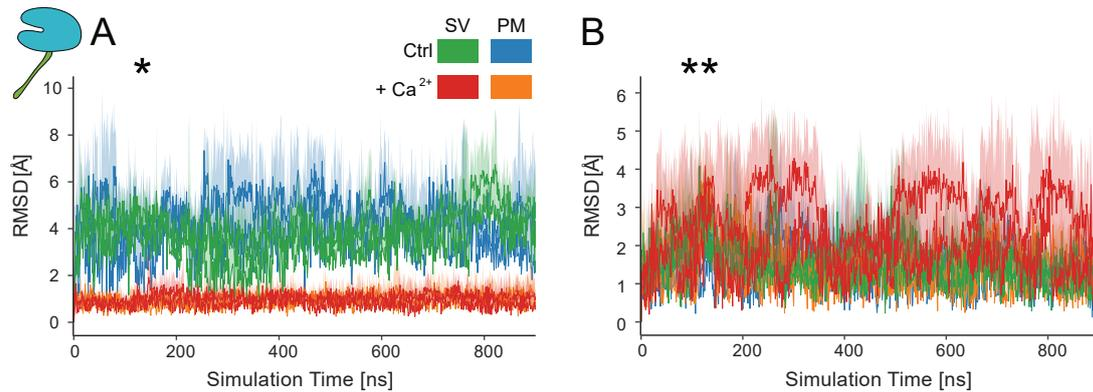 A
SV PM
Ctrl
+ Ca²⁺
*
10
8
6
4
2
0
RMSD [Å]
0 200 400 600 800
Simulation Time [ns]
B
**
6
5
4
3
2
1
0
RMSD [Å]
0 200 400 600 800
Simulation Time [ns]